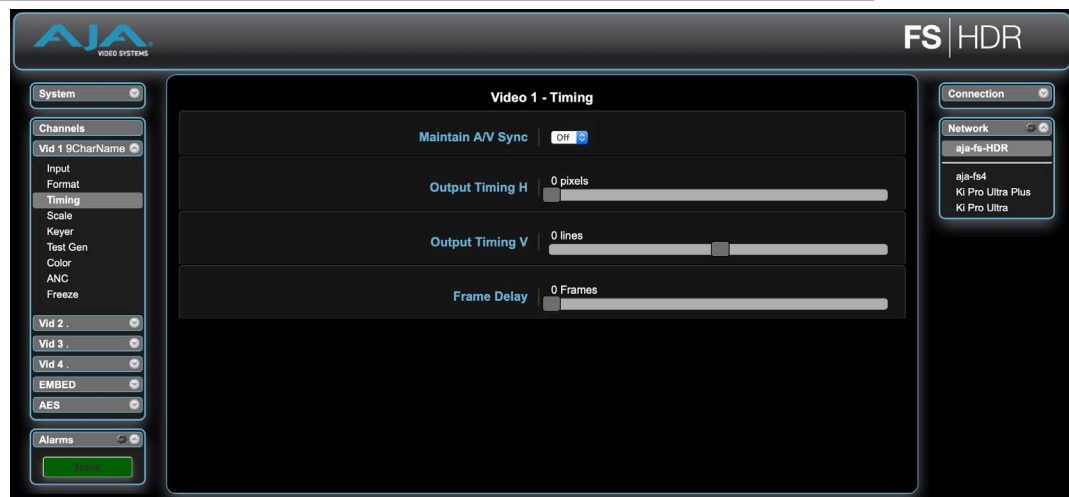 AJA
VIDEO SYSTEMS
FS|HDR
System
Channels
Vid 1 9CharName
Input
Format
Timing
Scale
Keyer
Test Gen
Color
ANC
Freeze
Vid 2 .
Vid 3 .
Vid 4 .
EMBED
AES
Alarms
None
Video 1 - Timing
Maintain A/V Sync
Off
Output Timing H
0 pixels
Output Timing V
0 lines
Frame Delay
0 Frames
Connection
Network
aja-fs-HDR
aja-fs4
Ki Pro Ultra Plus
Ki Pro Ultra